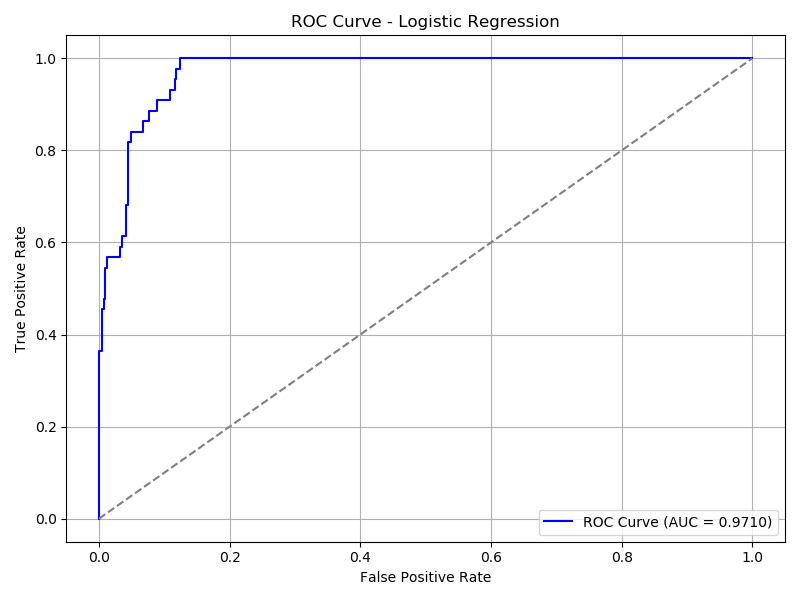 ROC Curve - Logistic Regression
True Positive Rate
1.0
0.8
0.6
0.4
0.2
0.0
ROC Curve (AUC = 0.9710)
0.0 0.2 0.4 0.6 0.8 1.0
False Positive Rate